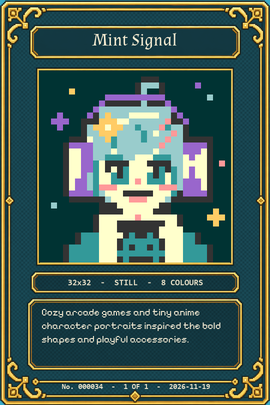 Mint Signal
32x32 - STILL - 8 COLOURS
Cozy arcade games and tiny anime
character portraits inspired the bold
shapes and playful accessories.
No. 000034 - 1 OF 1 - 2026-11-19